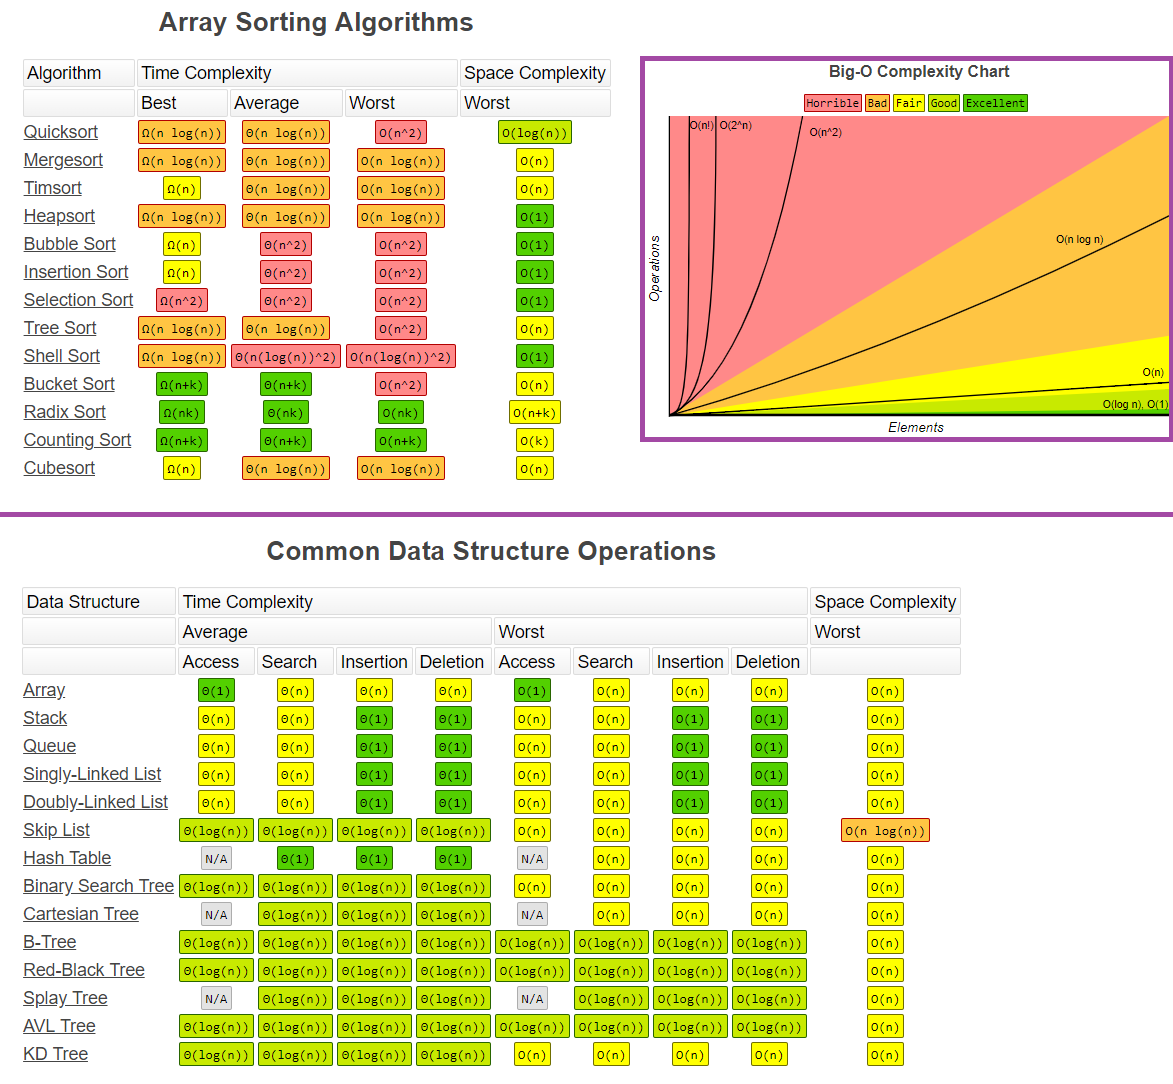 Array Sorting Algorithms
Algorithm Time Complexity Space Complexity
Best Average Worst Worst
Quicksort Ω(n log(n)) Θ(n log(n)) O(n^2) O(log(n))
Mergesort Ω(n log(n)) Θ(n log(n)) O(n log(n)) O(n)
Timsort Ω(n) Θ(n log(n)) O(n log(n)) O(n)
Heapsort Ω(n log(n)) Θ(n log(n)) O(n log(n)) O(1)
Bubble Sort Ω(n) Θ(n^2) O(n^2) O(1)
Insertion Sort Ω(n) Θ(n^2) O(n^2) O(1)
Selection Sort Ω(n^2) Θ(n^2) O(n^2) O(1)
Tree Sort Ω(n log(n)) Θ(n log(n)) O(n^2) O(n)
Shell Sort Ω(n log(n)) Θ(n(log(n))^2) O(n(log(n))^2) O(1)
Bucket Sort Ω(n+k) Θ(n+k) O(n^2) O(n)
Radix Sort Ω(nk) Θ(nk) O(nk) O(n+k)
Counting Sort Ω(n+k) Θ(n+k) O(n+k) O(k)
Cubesort Ω(n) Θ(n log(n)) O(n log(n)) O(n)
Big-O Complexity Chart
Horrible Bad Fair Good Excellent
O(n!) O(2^n) O(n^2)
O(n log n)
O(n)
O(log n), O(1)
Operations
Elements
Common Data Structure Operations
Data Structure Time Complexity Space Complexity
Average Worst Worst
Access Search Insertion Deletion Access Search Insertion Deletion
Array Θ(1) Θ(n) Θ(n) Θ(n) O(1) O(n) O(n) O(n) O(n)
Stack Θ(n) Θ(n) Θ(1) Θ(1) O(n) O(n) O(1) O(1) O(n)
Queue Θ(n) Θ(n) Θ(1) Θ(1) O(n) O(n) O(1) O(1) O(n)
Singly-Linked List Θ(n) Θ(n) Θ(1) Θ(1) O(n) O(n) O(1) O(1) O(n)
Doubly-Linked List Θ(n) Θ(n) Θ(1) Θ(1) O(n) O(n) O(1) O(1) O(n)
Skip List Θ(log(n)) Θ(log(n)) Θ(log(n)) Θ(log(n)) O(n) O(n) O(n) O(n) O(n log(n))
Hash Table N/A Θ(1) Θ(1) Θ(1) N/A O(n) O(n) O(n) O(n)
Binary Search Tree Θ(log(n)) Θ(log(n)) Θ(log(n)) Θ(log(n)) O(n) O(n) O(n) O(n) O(n)
Cartesian Tree N/A Θ(log(n)) Θ(log(n)) Θ(log(n)) N/A O(n) O(n) O(n) O(n)
B-Tree Θ(log(n)) Θ(log(n)) Θ(log(n)) Θ(log(n)) O(log(n)) O(log(n)) O(log(n)) O(log(n)) O(n)
Red-Black Tree Θ(log(n)) Θ(log(n)) Θ(log(n)) Θ(log(n)) O(log(n)) O(log(n)) O(log(n)) O(log(n)) O(n)
Splay Tree N/A Θ(log(n)) Θ(log(n)) Θ(log(n)) N/A O(log(n)) O(log(n)) O(log(n)) O(n)
AVL Tree Θ(log(n)) Θ(log(n)) Θ(log(n)) Θ(log(n)) O(log(n)) O(log(n)) O(log(n)) O(log(n)) O(n)
KD Tree Θ(log(n)) Θ(log(n)) Θ(log(n)) Θ(log(n)) O(n) O(n) O(n) O(n) O(n)